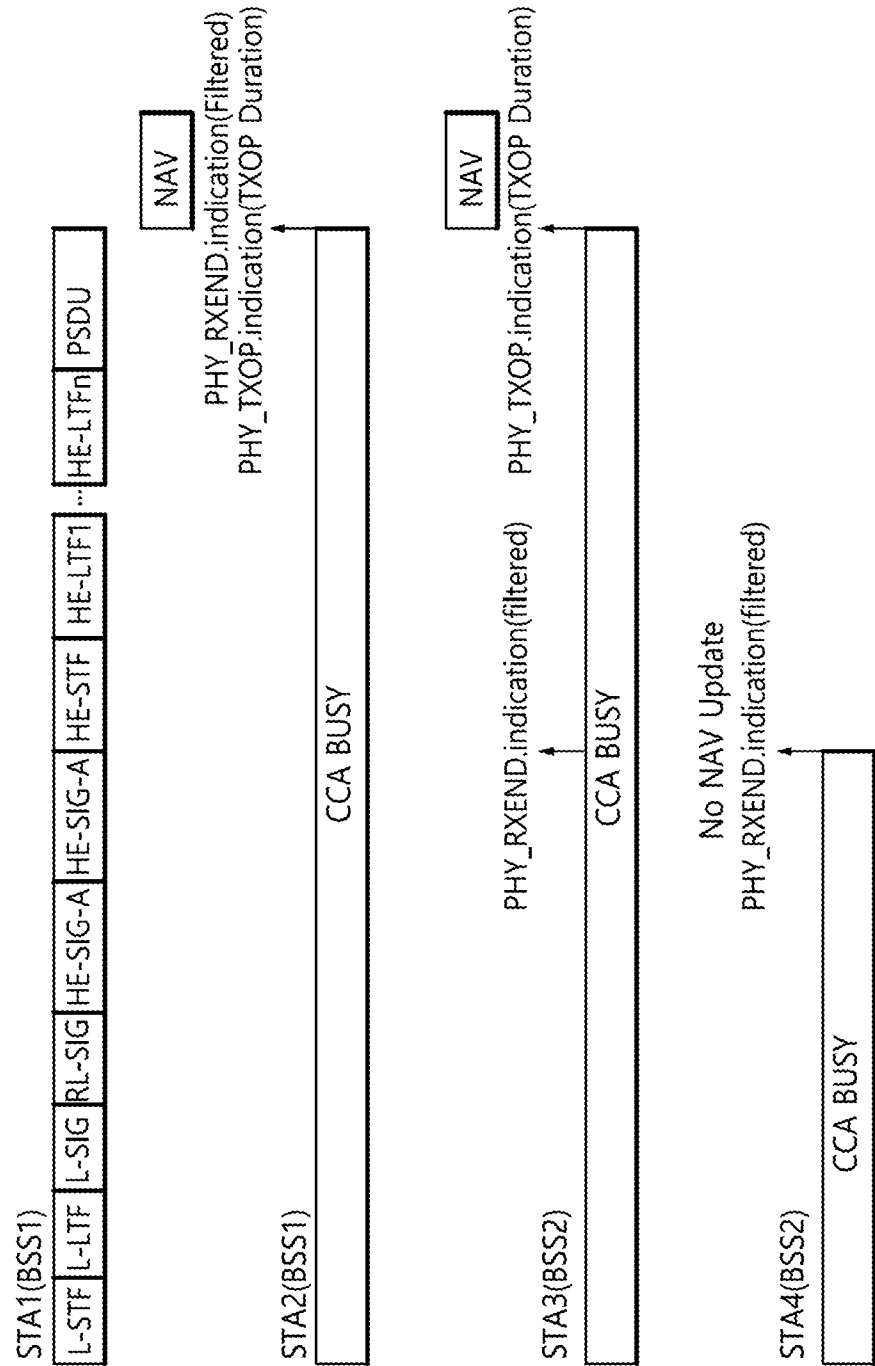 STA1(BSS1)
L-STF L-LTF L-SIG RL-SIG HE-SIG-A HE-SIG-A HE-STF HE-LTF1 ... HE-LTFn PSDU
NAV
PHY_RXEND.indication(Filtered)
PHY_TXOP.indication(TXOP Duration)
STA2(BSS1)
CCA BUSY
NAV
PHY_RXEND.indication(filtered)
PHY_TXOP.indication(TXOP Duration)
STA3(BSS2)
CCA BUSY
No NAV Update
PHY_RXEND.indication(filtered)
STA4(BSS2)
CCA BUSY